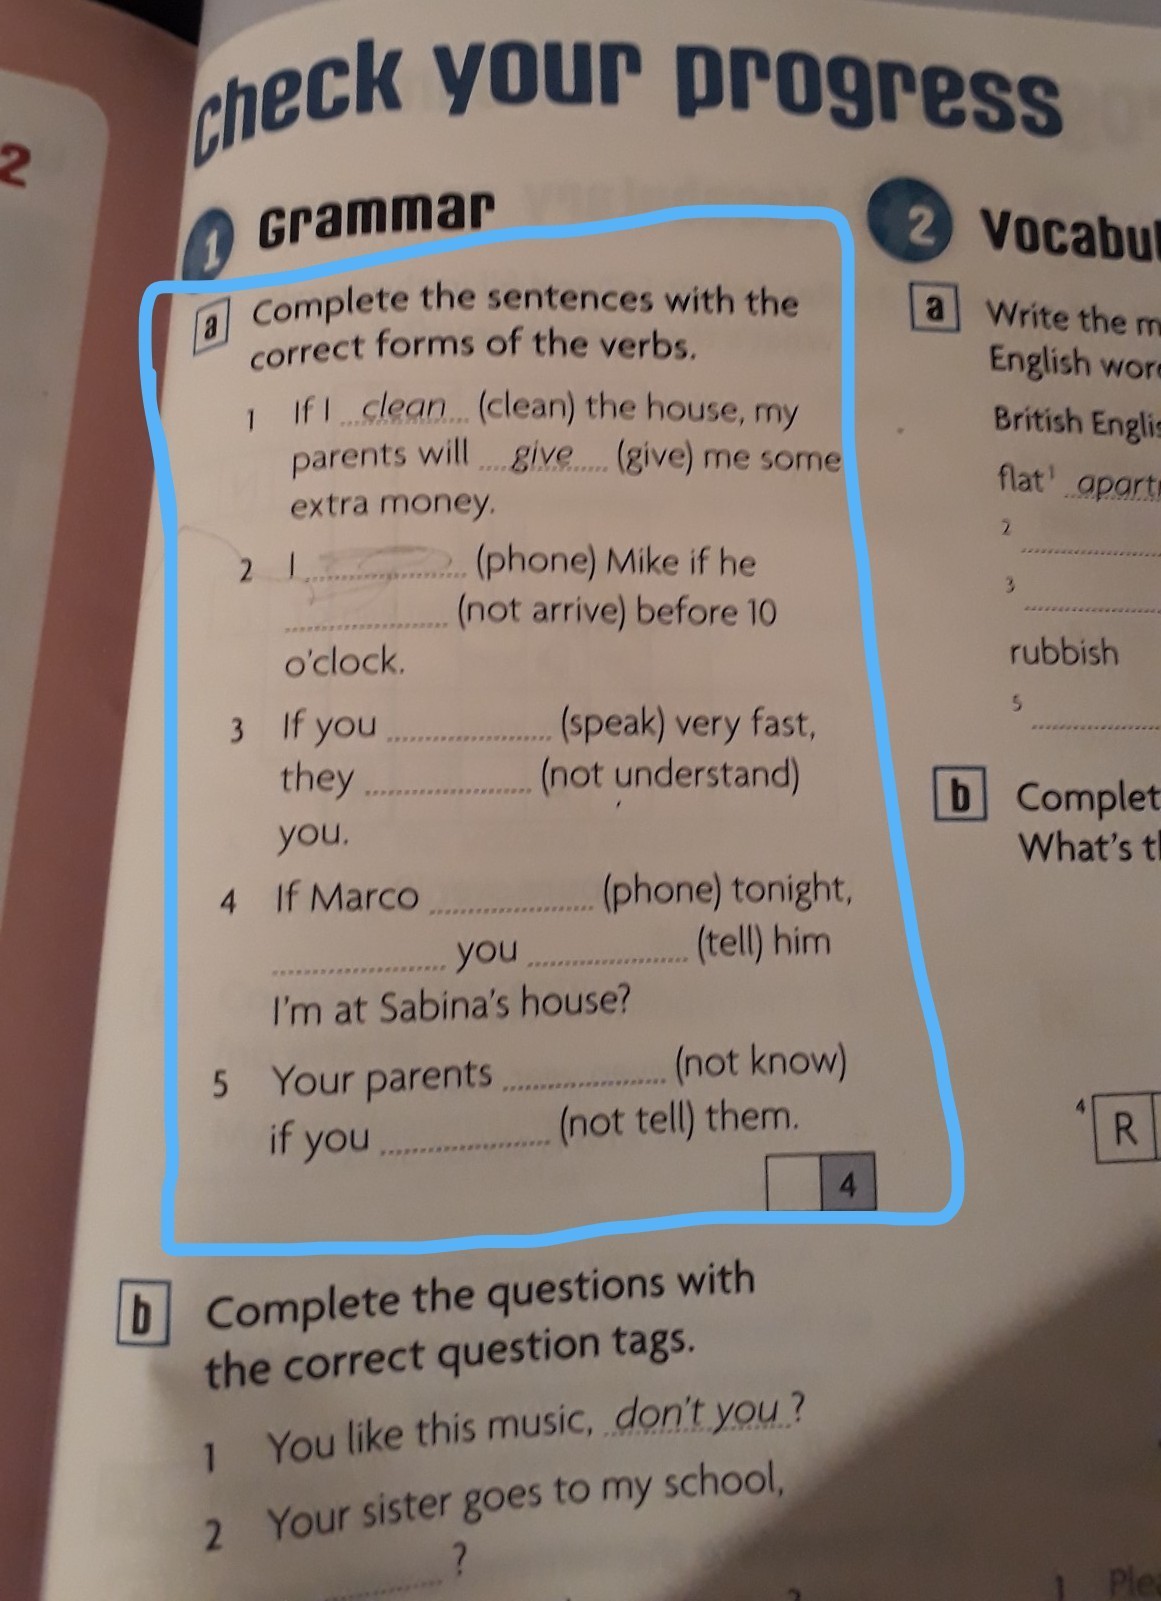 2
check your progress
1 Grammar
a Complete the sentences with the
correct forms of the verbs.
1 If I clean (clean) the house, my
parents will give (give) me some
extra money.
2 I (phone) Mike if he
(not arrive) before 10
o'clock.
3 If you (speak) very fast,
they (not understand)
you.
4 If Marco (phone) tonight,
you (tell) him
I'm at Sabina's house?
5 Your parents (not know)
if you (not tell) them.
4
b Complete the questions with
the correct question tags.
1 You like this music, don't you ?
2 Your sister goes to my school,
?
2 Vocabul
a Write the m
English wor
British Englis
flat¹ apart
2
3
rubbish
5
b Complet
What's t
4 R
1 Plea